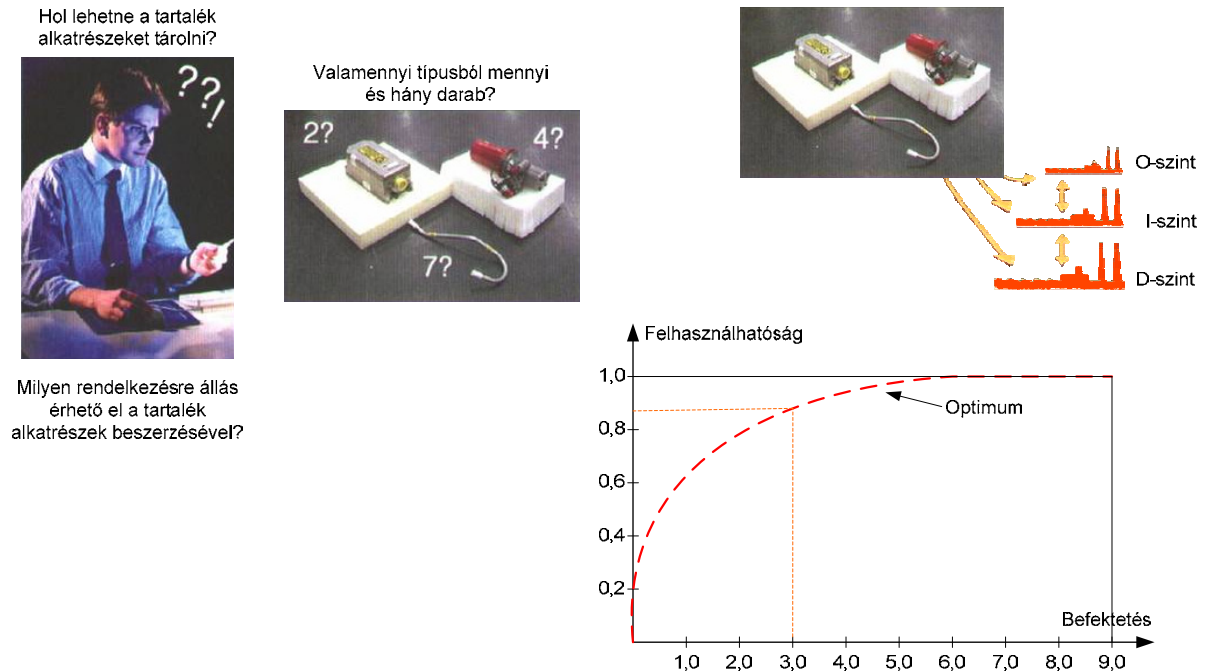 Hol lehetne a tartalék
alkatrészeket tárolni?
??!
Milyen rendelkezésre állás
érhető el a tartalék
alkatrészek beszerzésével?
Valamennyi típusból mennyi
és hány darab?
2?
4?
7?
O-szint
I-szint
D-szint
Felhasználhatóság
1,0
0,8
0,6
0,4
0,2
Optimum
Befektetés
1,0 2,0 3,0 4,0 5,0 6,0 7,0 8,0 9,0